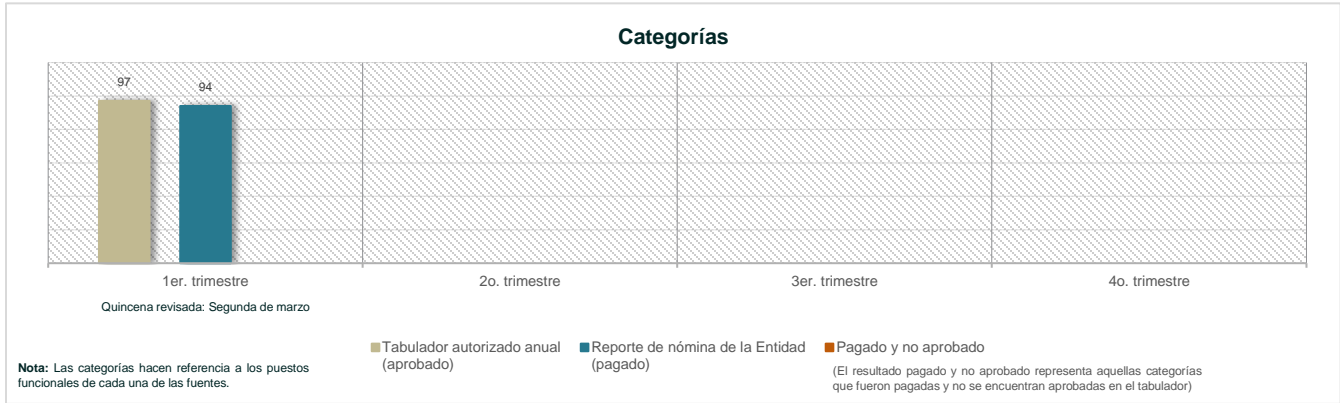 Categorías
97
94
1er. trimestre
2o. trimestre
3er. trimestre
4o. trimestre
Quincena revisada: Segunda de marzo
Tabulador autorizado anual
(aprobado)
Reporte de nómina de la Entidad
(pagado)
Pagado y no aprobado
(El resultado pagado y no aprobado representa aquellas categorías
que fueron pagadas y no se encuentran aprobadas en el tabulador)
Nota: Las categorías hacen referencia a los puestos
funcionales de cada una de las fuentes.